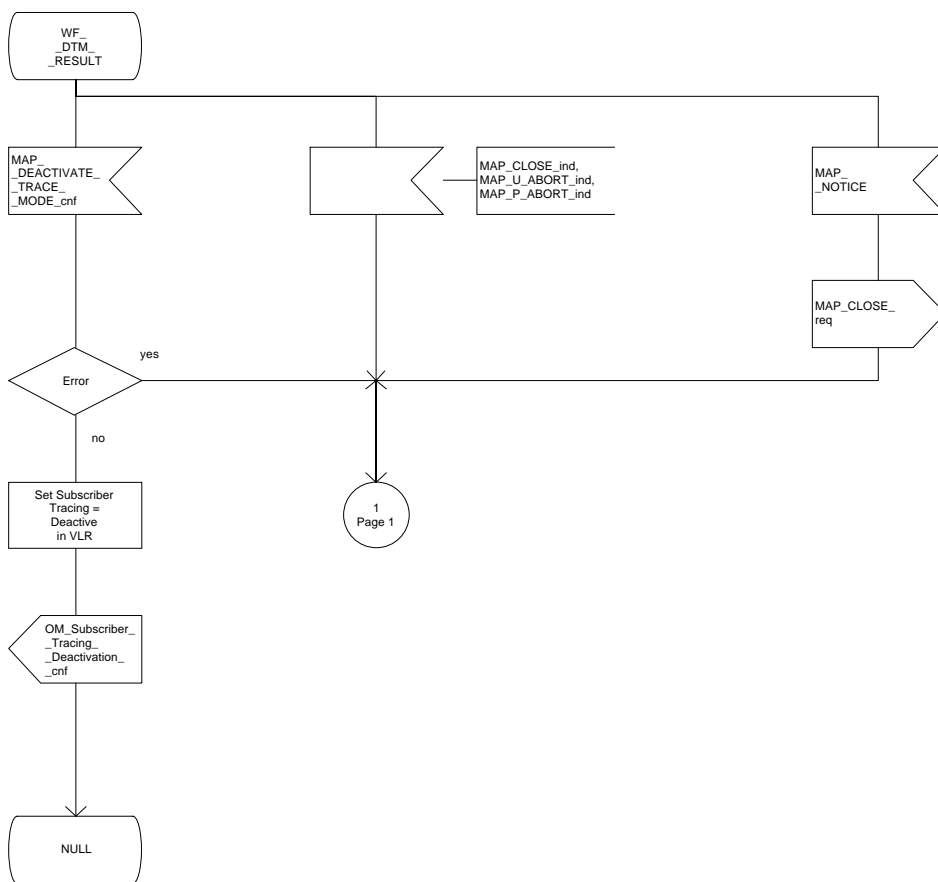 WF_
_DTM_
_RESULT
MAP_
_DEACTIVATE_
_TRACE_
_MODE_cnf
MAP_CLOSE_ind,
MAP_U_ABORT_ind,
MAP_P_ABORT_ind
MAP_
_NOTICE
MAP_CLOSE_
req
yes
Error
no
Set Subscriber
Tracing =
Deactive
in VLR
1
Page 1
OM_Subscriber_
_Tracing_
_Deactivation_
_cnf
NULL